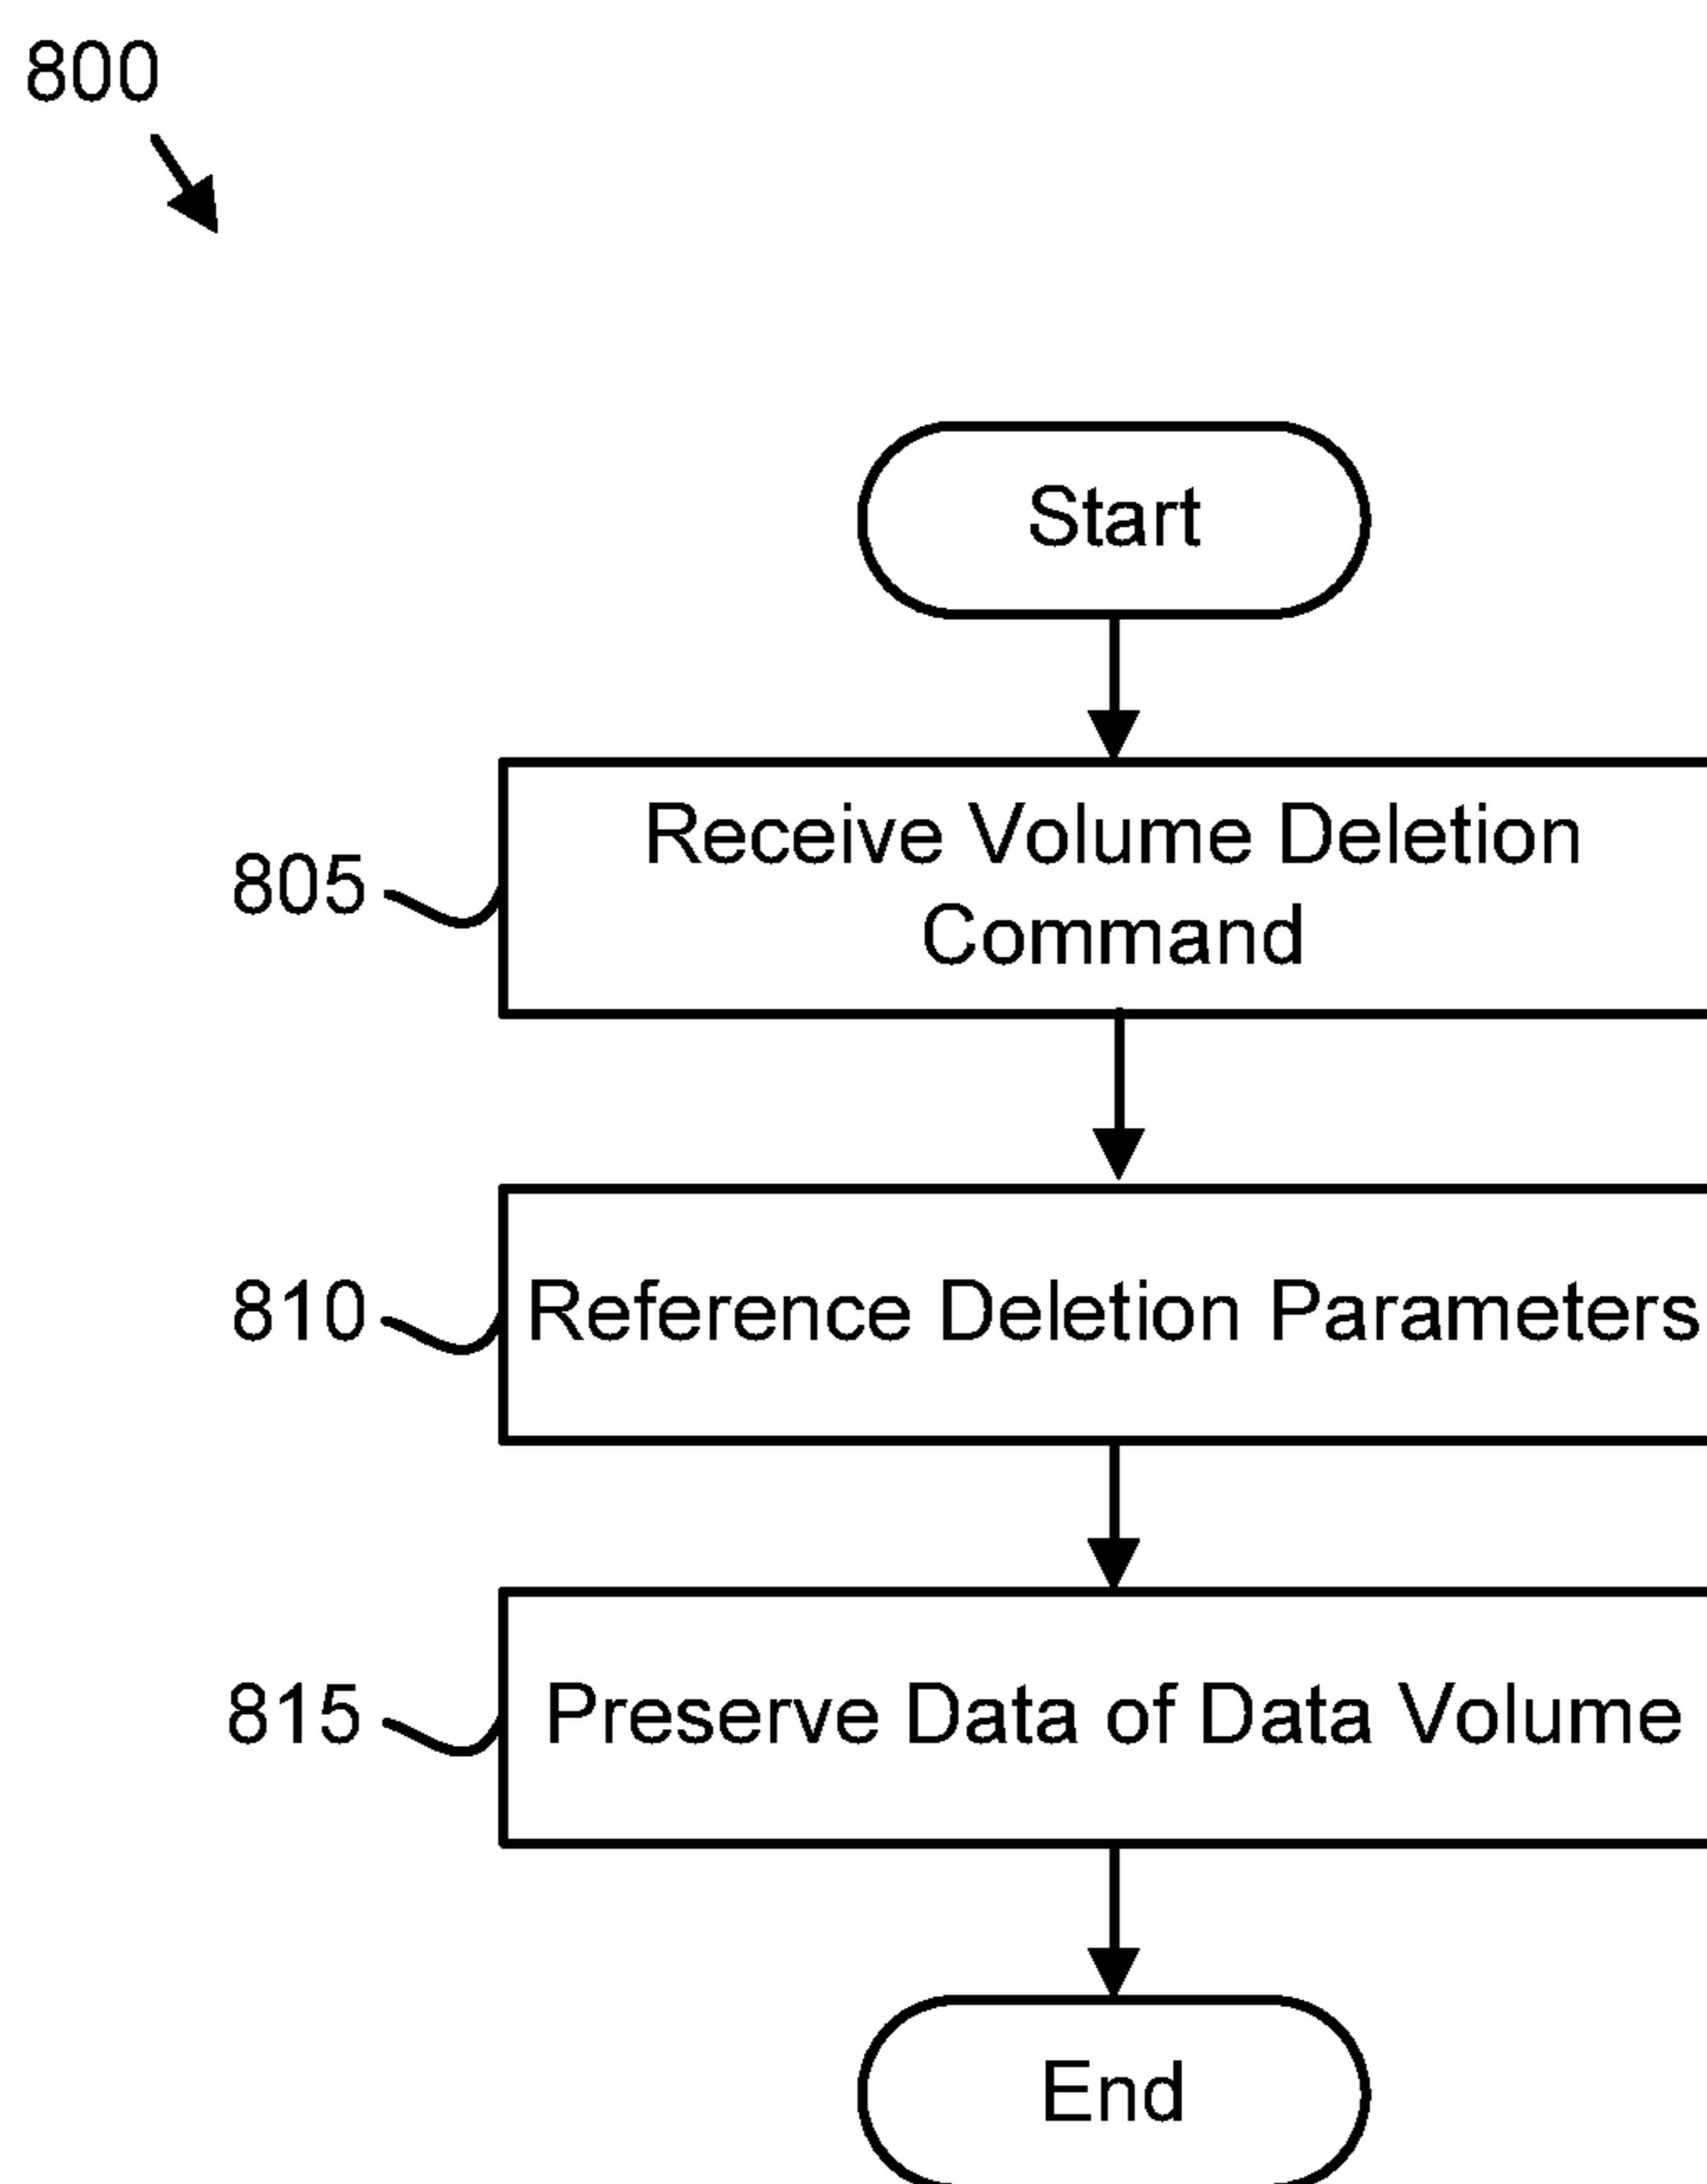 800
Start
805
Receive Volume Deletion
Command
810
Reference Deletion Parameters
815
Preserve Data of Data Volume
End